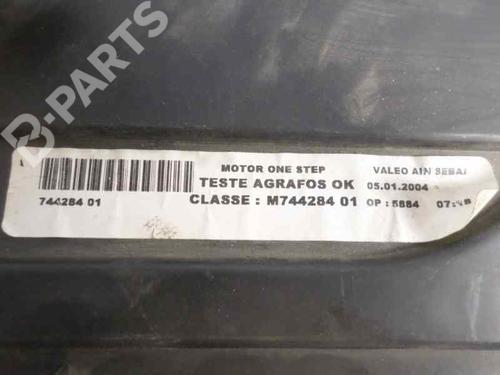 B-PARTS
MOTOR ONE STEP
VALEO AIN SEBAI
TESTE AGRAFOS OK
05.01.2004
744284 01
CLASSE : M744284 01
OP : 5884